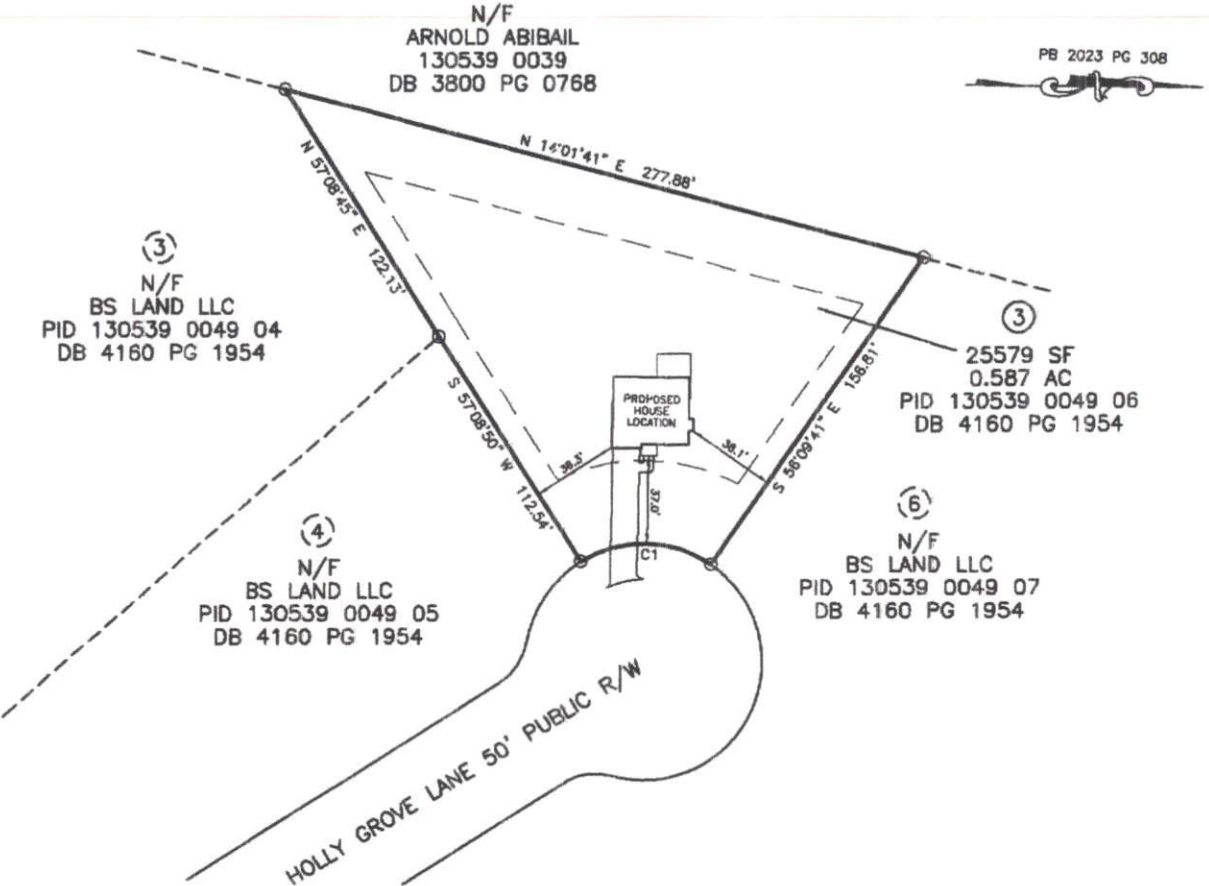 N/F
ARNOLD ABIBAIL
130539 0039
DB 3800 PG 0768
PB 2023 PG 308
N 14°01'41" E 277.88'
N 57°08'45" E 122.13'
3
N/F
BS LAND LLC
PID 130539 0049 04
DB 4160 PG 1954
3
25579 SF
0.587 AC
PID 130539 0049 06
DB 4160 PG 1954
S 56°09'41" E 156.81'
PROPOSED
HOUSE
LOCATION
S 57°08'50" W 112.54'
36.3'
36.1'
37.0'
C1
4
N/F
BS LAND LLC
PID 130539 0049 05
DB 4160 PG 1954
6
N/F
BS LAND LLC
PID 130539 0049 07
DB 4160 PG 1954
HOLLY GROVE LANE 50' PUBLIC R/W